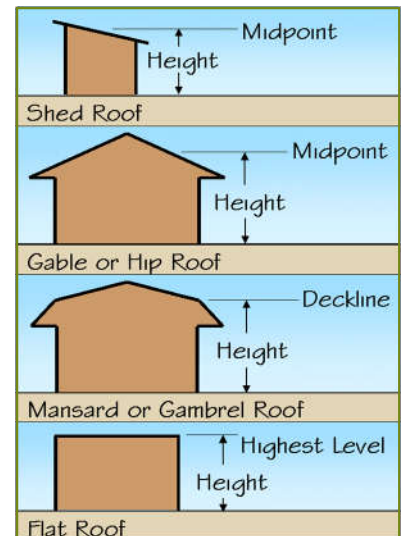 Midpoint
Height
Shed Roof
Midpoint
Height
Gable or Hip Roof
Deckline
Height
Mansard or Gambrel Roof
Highest Level
Height
Flat Roof